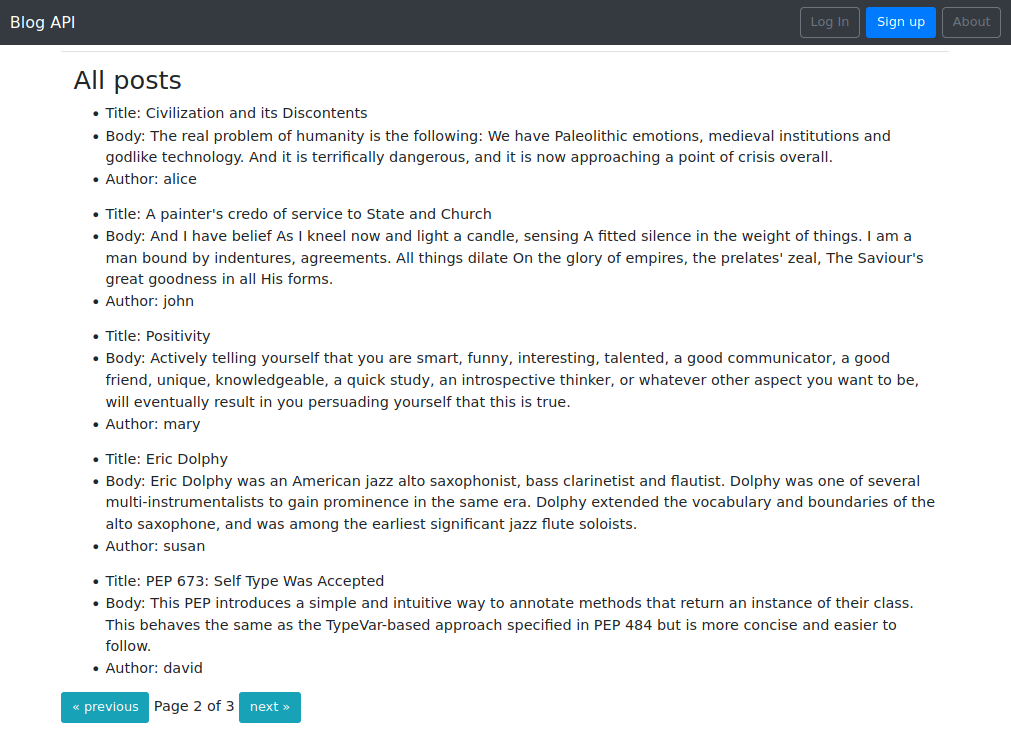 Blog API
Log In
Sign up
About
All posts
• Title: Civilization and its Discontents
• Body: The real problem of humanity is the following: We have Paleolithic emotions, medieval institutions and
godlike technology. And it is terrifically dangerous, and it is now approaching a point of crisis overall.
• Author: alice
• Title: A painter's credo of service to State and Church
• Body: And I have belief As I kneel now and light a candle, sensing A fitted silence in the weight of things. I am a
man bound by indentures, agreements. All things dilate On the glory of empires, the prelates' zeal, The Saviour's
great goodness in all His forms.
• Author: john
• Title: Positivity
• Body: Actively telling yourself that you are smart, funny, interesting, talented, a good communicator, a good
friend, unique, knowledgeable, a quick study, an introspective thinker, or whatever other aspect you want to be,
will eventually result in you persuading yourself that this is true.
• Author: mary
• Title: Eric Dolphy
• Body: Eric Dolphy was an American jazz alto saxophonist, bass clarinetist and flautist. Dolphy was one of several
multi-instrumentalists to gain prominence in the same era. Dolphy extended the vocabulary and boundaries of the
alto saxophone, and was among the earliest significant jazz flute soloists.
• Author: susan
• Title: PEP 673: Self Type Was Accepted
• Body: This PEP introduces a simple and intuitive way to annotate methods that return an instance of their class.
This behaves the same as the TypeVar-based approach specified in PEP 484 but is more concise and easier to
follow.
• Author: david
« previous Page 2 of 3 next »